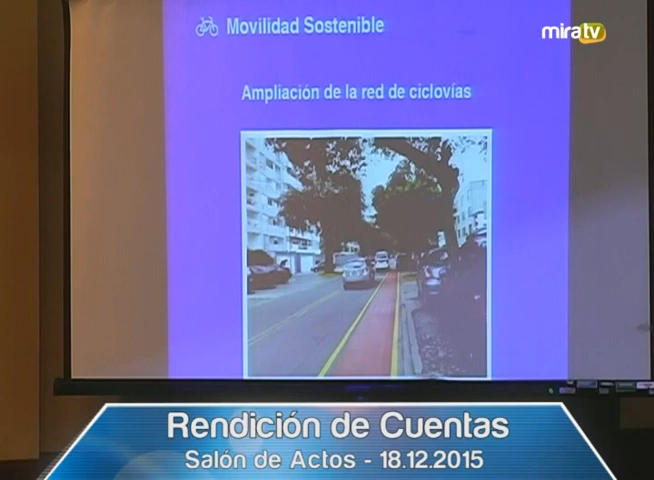 Movilidad Sostenible
miratv
Ampliación de la red de ciclovías
Rendición de Cuentas
Salón de Actos - 18.12.2015